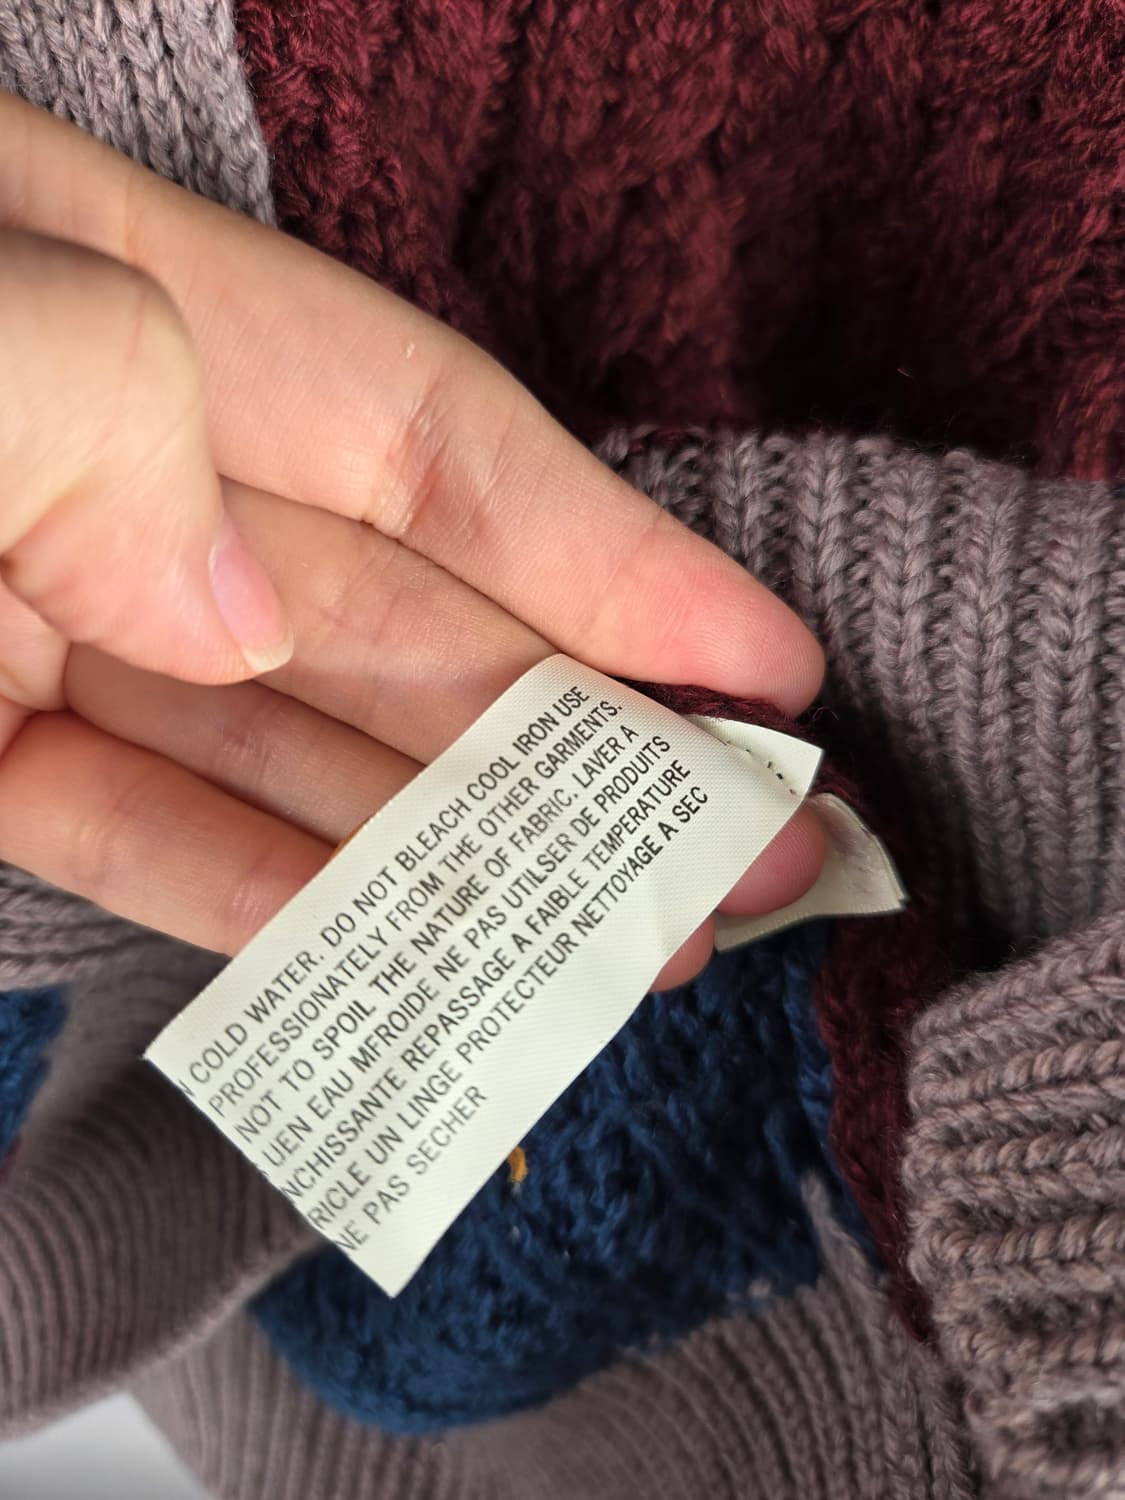 COLD WATER. DO NOT BLEACH COOL IRON USE
PROFESSIONATELY FROM THE OTHER GARMENTS.
NOT TO SPOIL THE NATURE OF FABRIC. LAVER A
UEN EAU MFROIDE NE PAS UTILSER DE PRODUITS
NCHISSANTE REPASSAGE A FAIBLE TEMPERATURE
RICLE UN LINGE PROTECTEUR NETTOYAGE A SEC
NE PAS SECHER